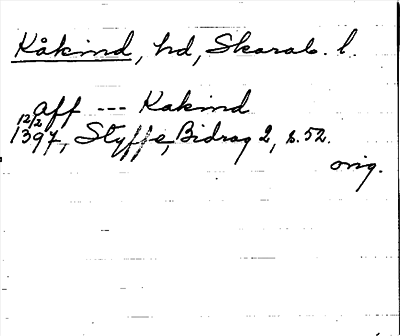 Kåkind, hd, Skarab. l.
aff --- Kakind
12/2
1397, Styffe, Bidrag 2, s. 52.
orig.